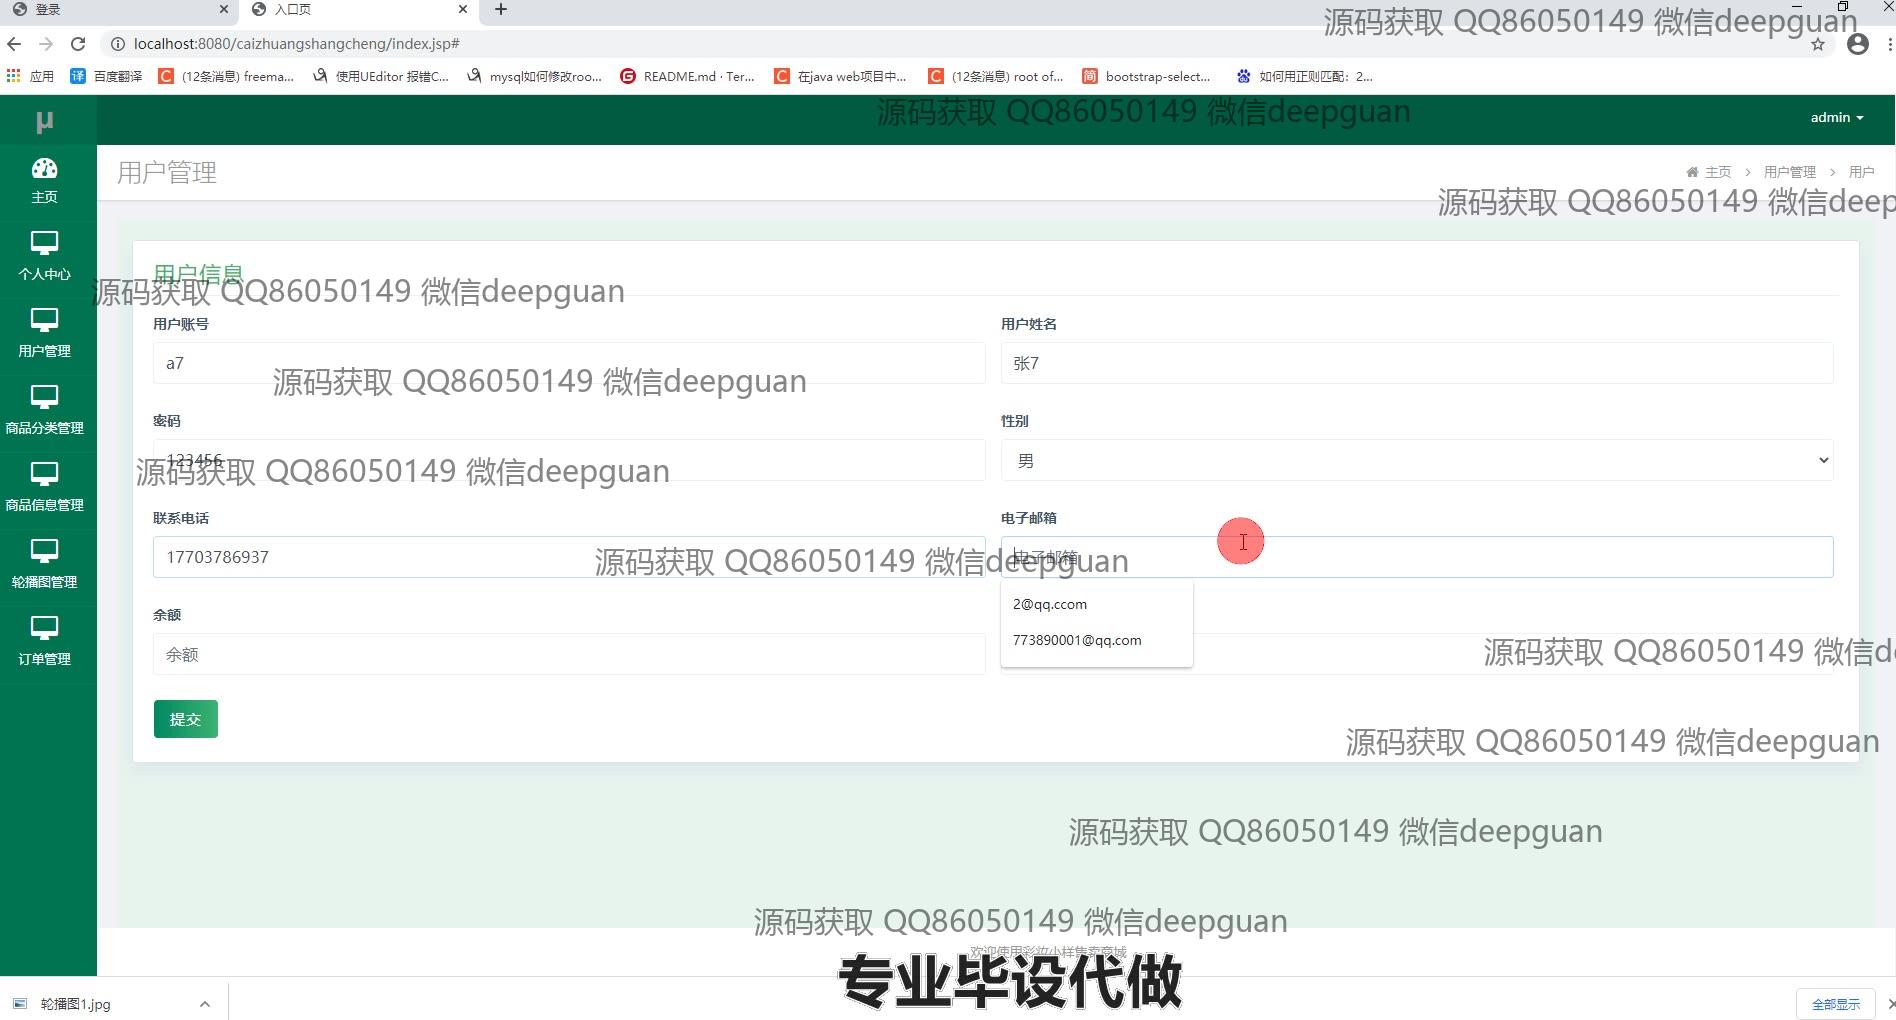 登录
入口页
源码获取 QQ86050149 微信deepguan
localhost:8080/caizhuangshangcheng/index.jsp#
应用
百度翻译
(12条消息) freema...
使用UEditor 报错C...
mysql如何修改roo...
README.md · Ter...
在java web项目中...
(12条消息) root of...
bootstrap-select...
如何用正则匹配：2...
μ
源码获取 QQ86050149 微信deepguan
admin
用户管理
主页 > 用户管理 > 用户
源码获取 QQ86050149 微信deep
主页
个人中心
用户管理
商品分类管理
商品信息管理
轮播图管理
订单管理
用户信息
源码获取 QQ86050149 微信deepguan
用户账号
用户姓名
a7
张7
源码获取 QQ86050149 微信deepguan
密码
性别
123456
男
源码获取 QQ86050149 微信deepguan
联系电话
电子邮箱
17703786937
电子邮箱
源码获取 QQ86050149 微信deepguan
2@qq.ccom
773890001@qq.com
余额
余额
源码获取 QQ86050149 微信de
提交
源码获取 QQ86050149 微信deepguan
源码获取 QQ86050149 微信deepguan
源码获取 QQ86050149 微信deepguan
欢迎使用彩妆小样售卖商城
专业毕设代做
轮播图1.jpg
全部显示